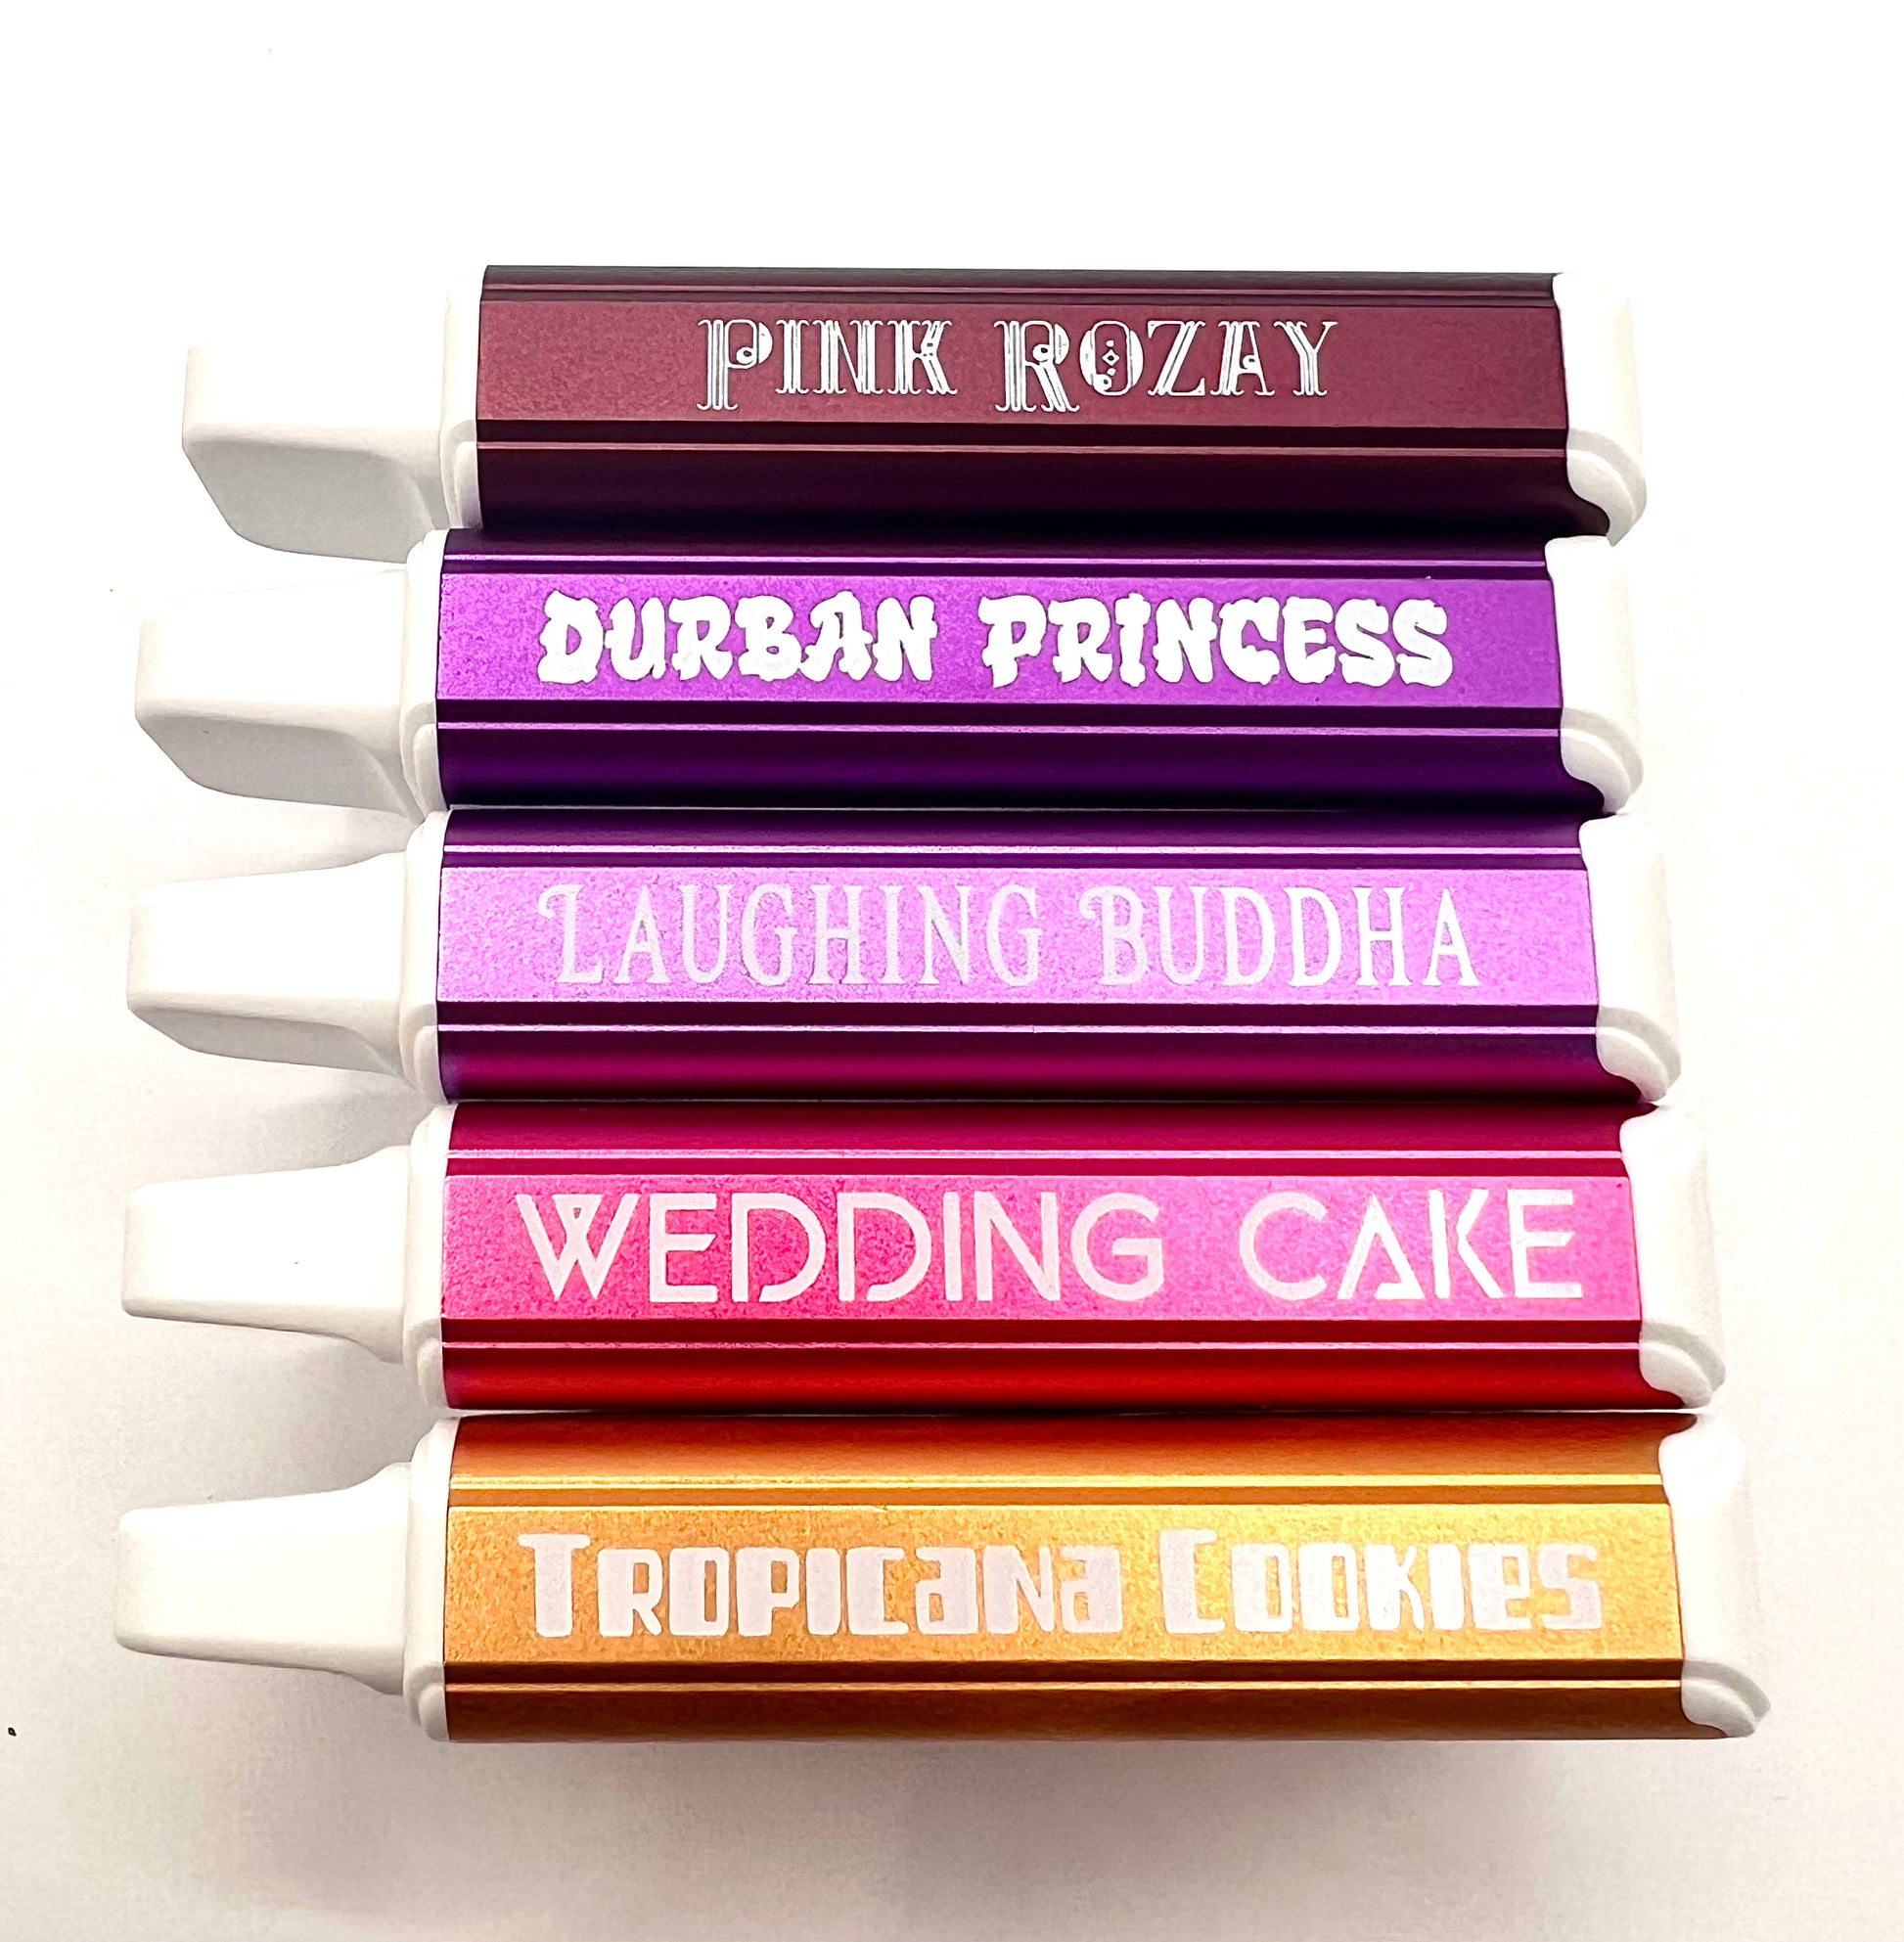 PINK ROZAY
DURBAN PRINCESS
LAUGHING BUDDHA
WEDDING CAKE
TROPICANA COOKIES